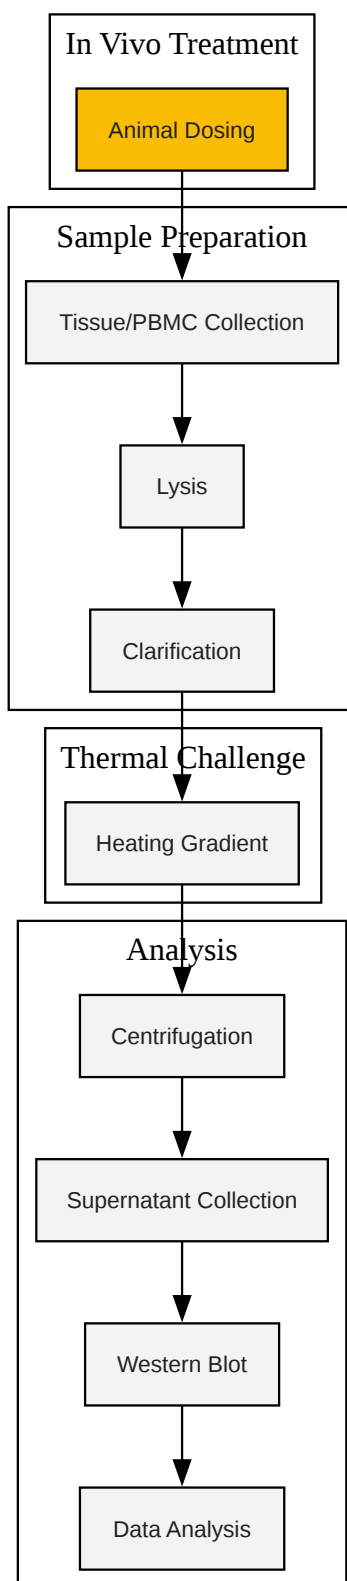 In Vivo Treatment
Animal Dosing
Sample Preparation
Tissue/PBMC Collection
Lysis
Clarification
Thermal Challenge
Heating Gradient
Analysis
Centrifugation
Supernatant Collection
Western Blot
Data Analysis